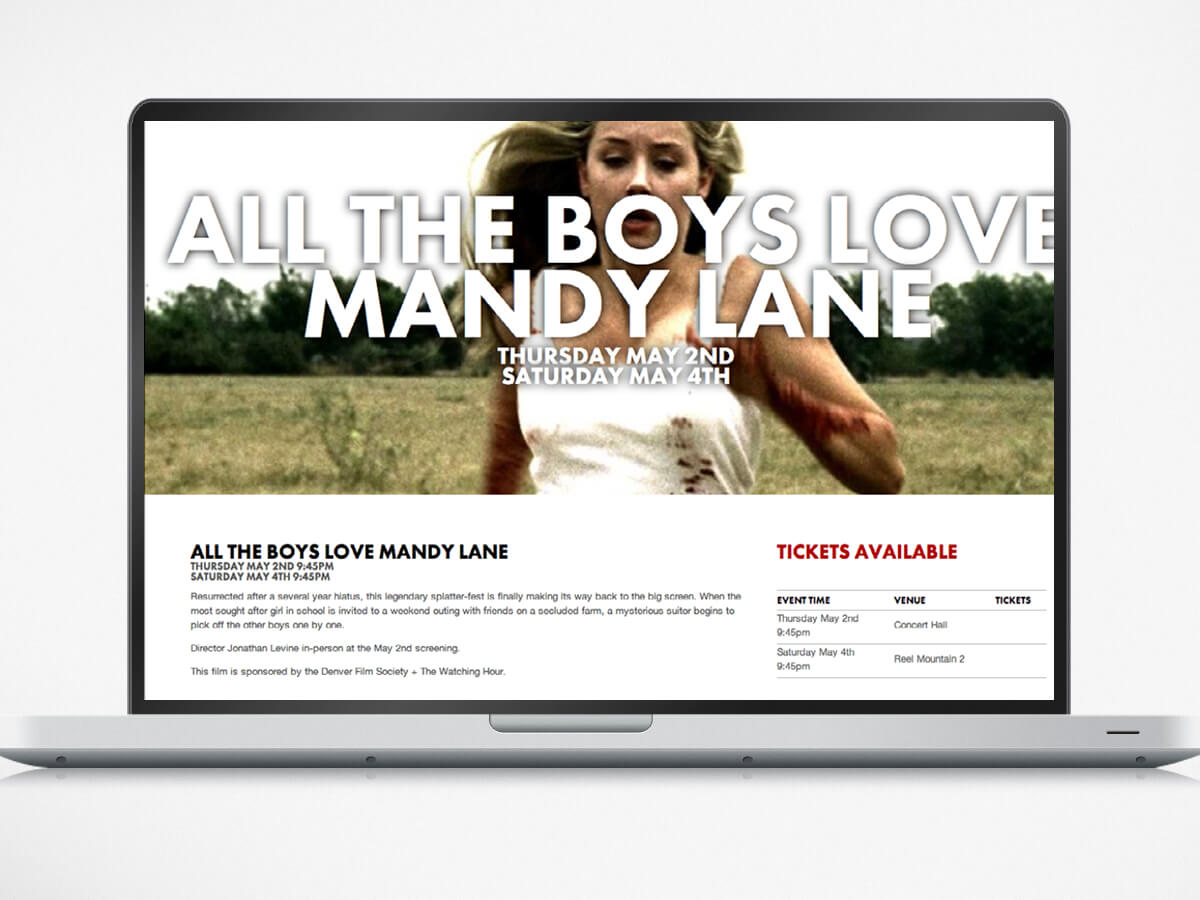 ALL THE BOYS LOVE
MANDY LANE
THURSDAY MAY 2ND
SATURDAY MAY 4TH
ALL THE BOYS LOVE MANDY LANE
THURSDAY MAY 2ND 9:45PM
SATURDAY MAY 4TH 9:45PM
Resurrected after a several year hiatus, this legendary splatter-fest is finally making its way back to the big screen. When the
most sought after girl in school is invited to a weekend outing with friends on a secluded farm, a mysterious suitor begins to
pick off the other boys one by one.
Director Jonathan Levine in-person at the May 2nd screening.
This film is sponsored by the Denver Film Society + The Watching Hour.
TICKETS AVAILABLE
EVENT TIME VENUE TICKETS
Thursday May 2nd
9:45pm
Concert Hall
Saturday May 4th
9:45pm
Reel Mountain 2